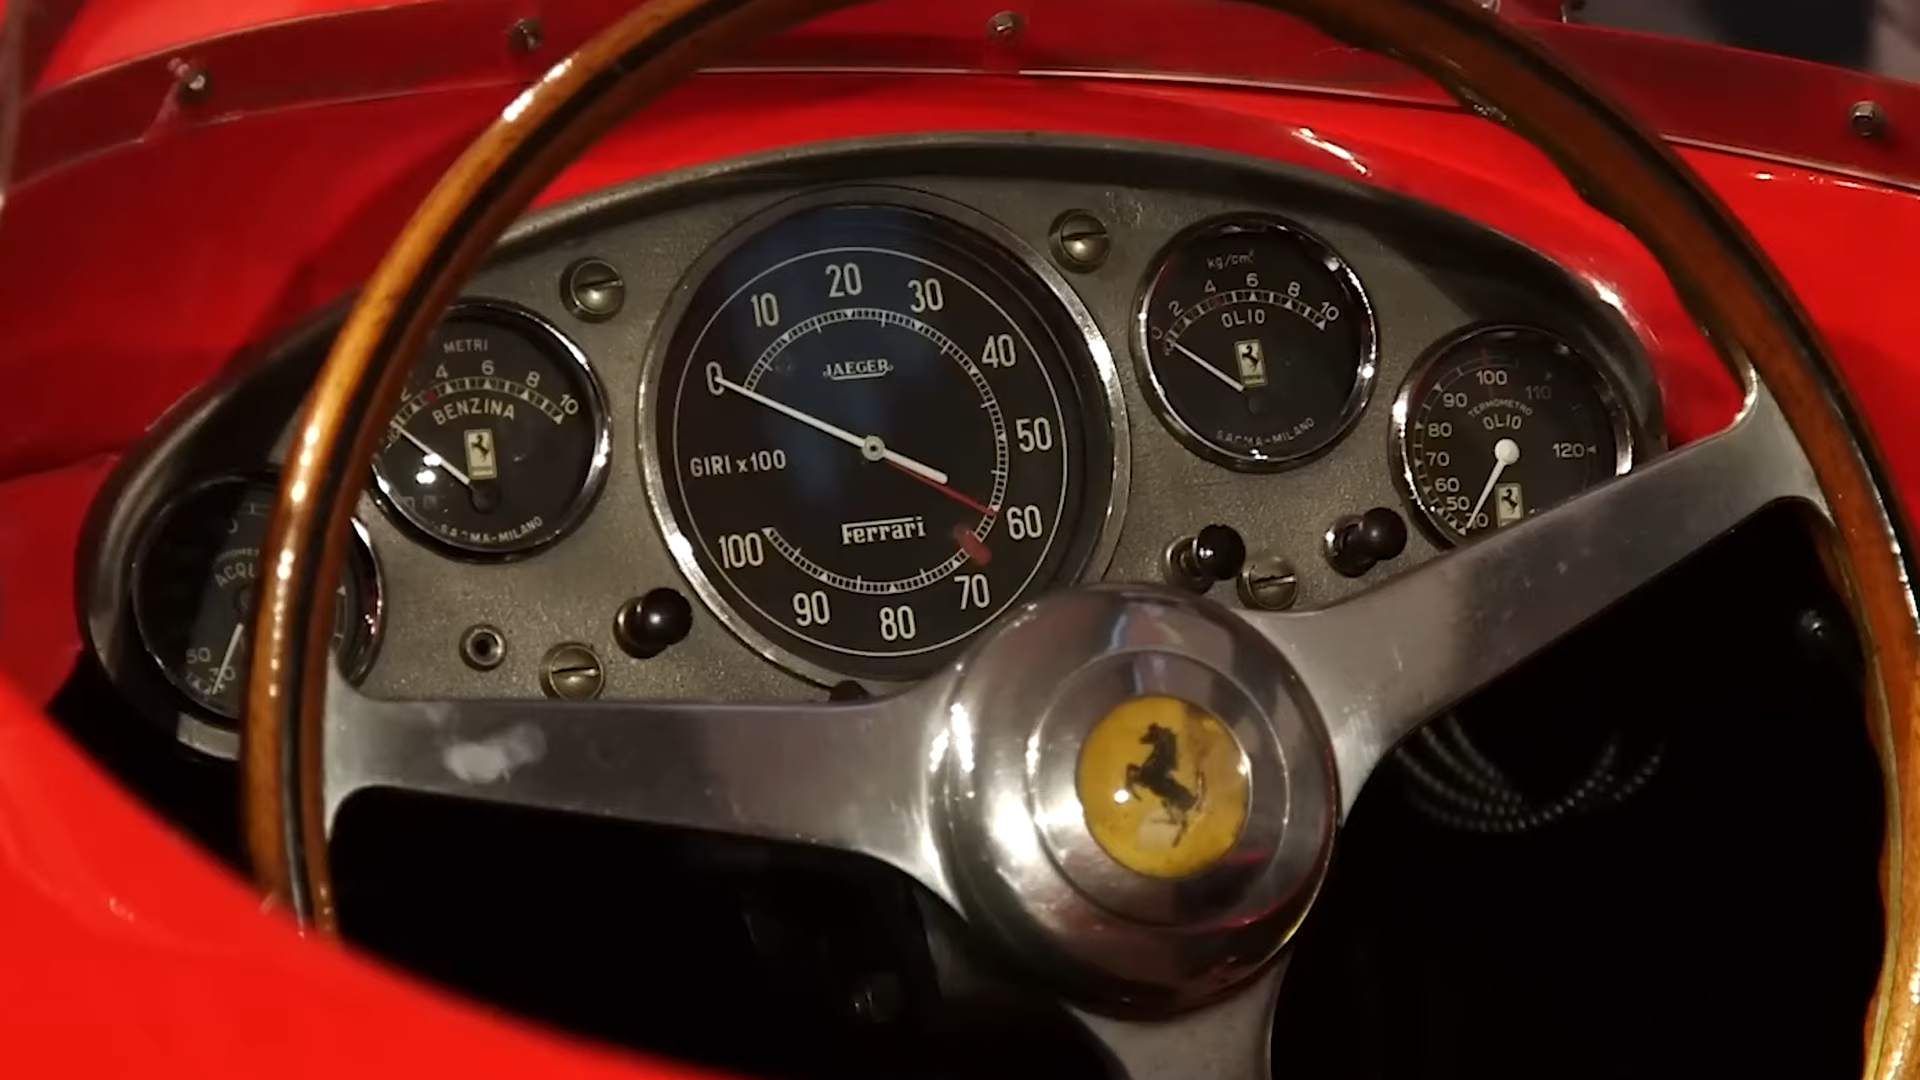 METRI
2 4 6 8 10
BENZINA
SACMA-MILANO
50
0 10 20 30 40 50 60 70 80 90 100
JAEGER
GIRI x100
Ferrari
kg/cm²
0 2 4 6 8 10
OLIO
SACMA-MILANO
50 60 70 80 90 100 110 120
TERMOMETRO
OLIO